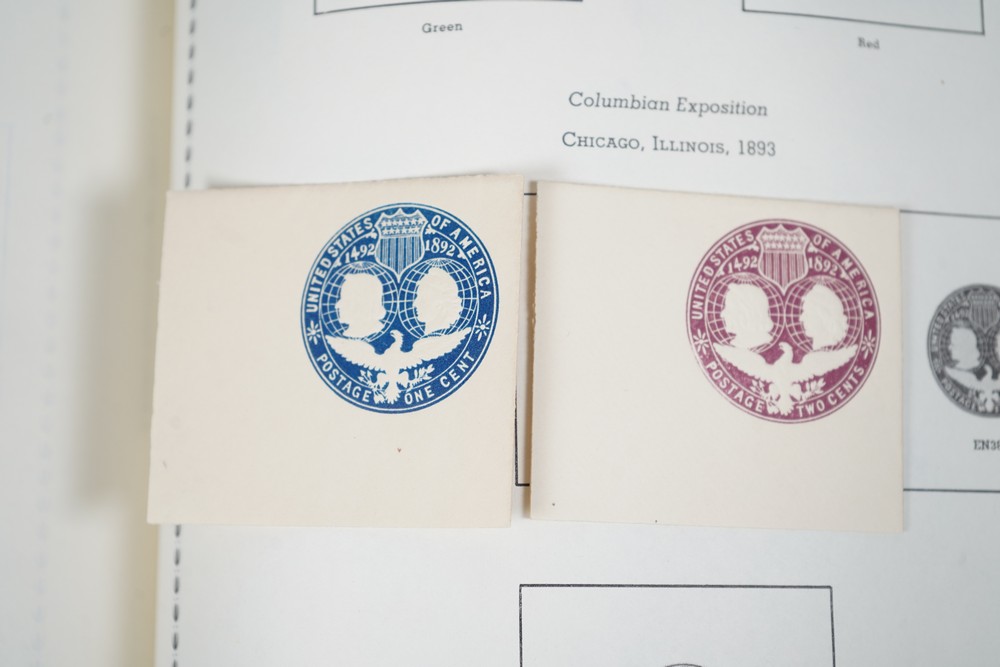 Green
Red
Columbian Exposition
CHICAGO, ILLINOIS, 1893
UNITED STATES OF AMERICA
1492 1892
POSTAGE ONE CENT
UNITED STATES OF AMERICA
1492 1892
POSTAGE TWO CENTS